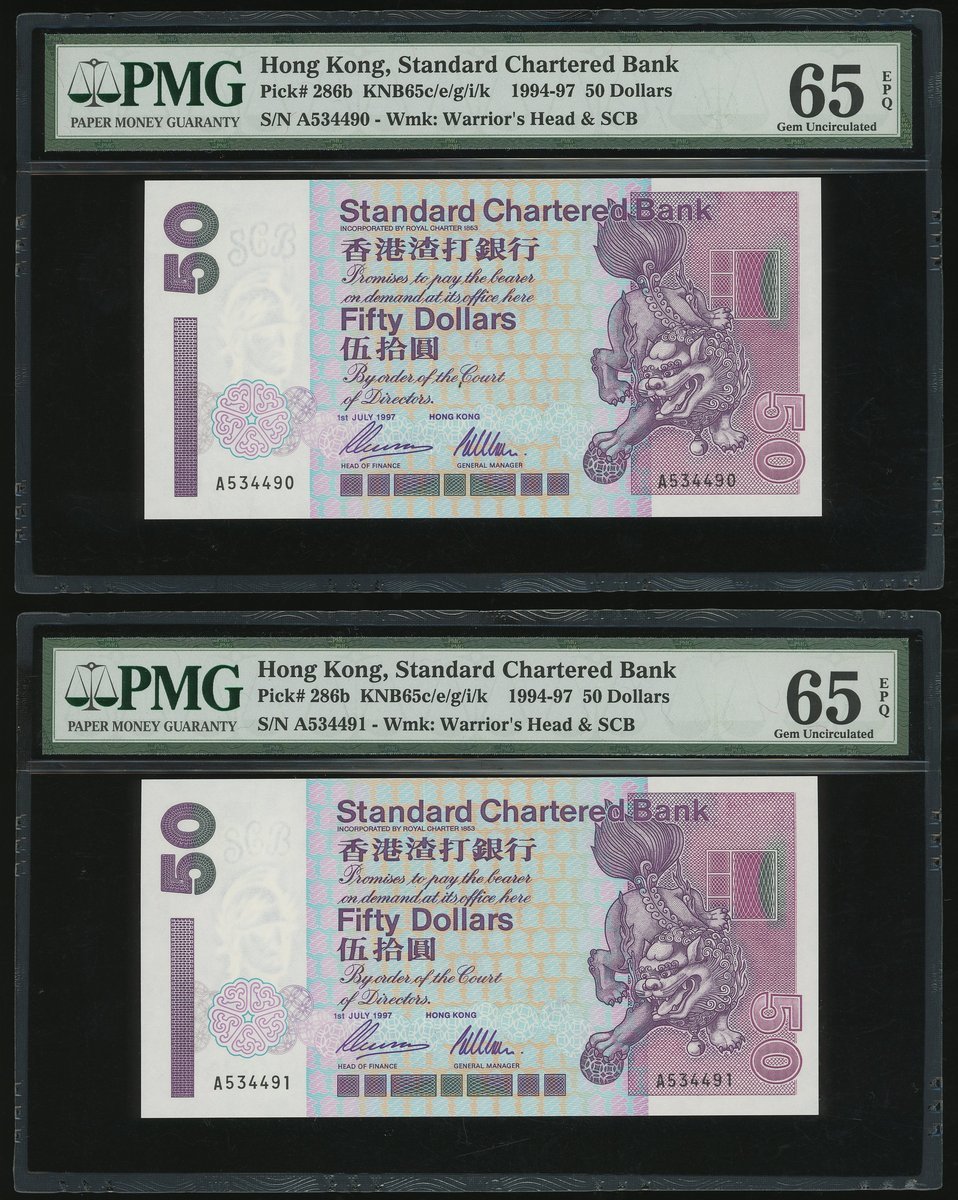 PMG
PAPER MONEY GUARANTY
Hong Kong, Standard Chartered Bank
Pick# 286b KNB65c/e/g/i/k 1994-97 50 Dollars
S/N A534490 - Wmk: Warrior's Head & SCB
65 EPQ
Gem Uncirculated
50
SCB
Standard Chartered Bank
INCORPORATED BY ROYAL CHARTER 1853
香港渣打銀行
Promises to pay the bearer
on demand at its office here
Fifty Dollars
伍拾圓
By order of the Court
of Directors.
1st JULY 1997 HONG KONG
HEAD OF FINANCE GENERAL MANAGER
A534490 A534490
50
PMG
PAPER MONEY GUARANTY
Hong Kong, Standard Chartered Bank
Pick# 286b KNB65c/e/g/i/k 1994-97 50 Dollars
S/N A534491 - Wmk: Warrior's Head & SCB
65 EPQ
Gem Uncirculated
50
SCB
Standard Chartered Bank
INCORPORATED BY ROYAL CHARTER 1853
香港渣打銀行
Promises to pay the bearer
on demand at its office here
Fifty Dollars
伍拾圓
By order of the Court
of Directors.
1st JULY 1997 HONG KONG
HEAD OF FINANCE GENERAL MANAGER
A534491 A534491
50